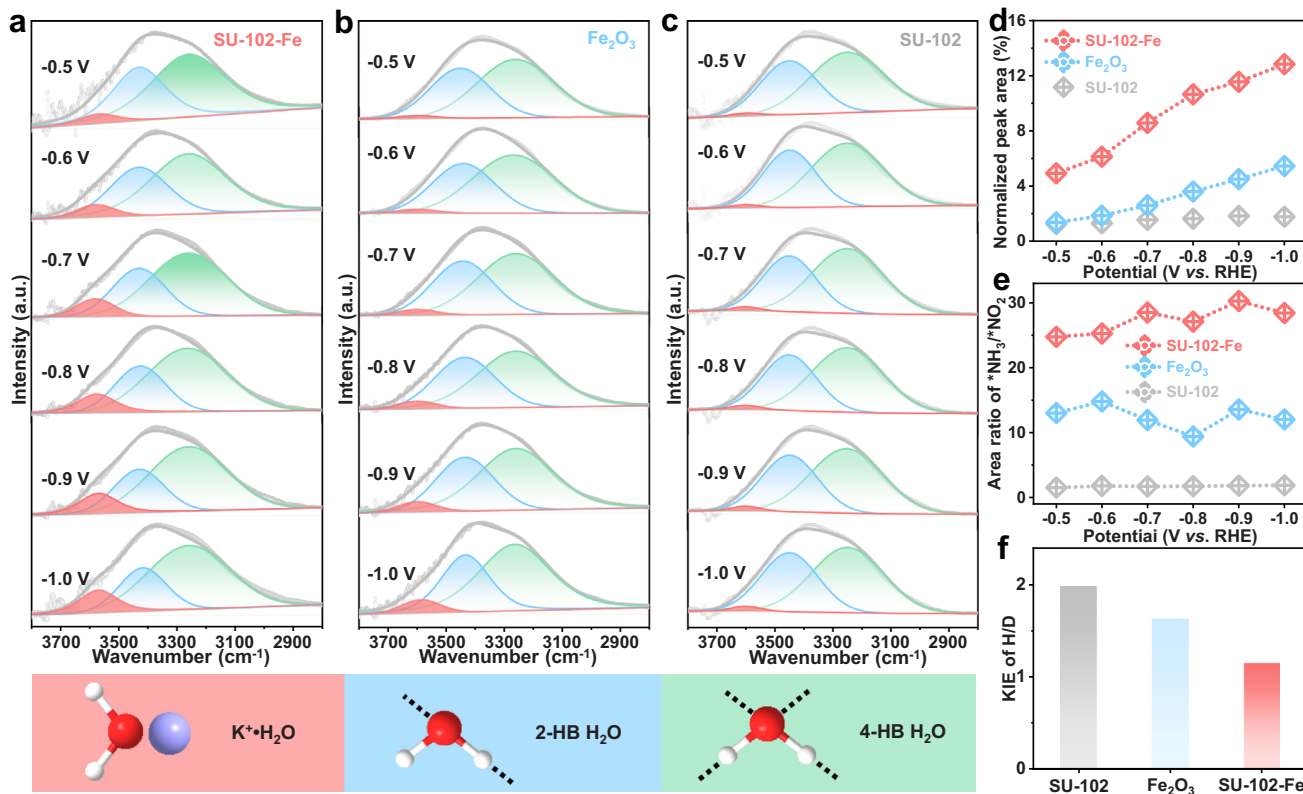 a
SU-102-Fe
-0.5 V
-0.6 V
-0.7 V
-0.8 V
-0.9 V
-1.0 V
Intensity (a.u.)
3700 3500 3300 3100 2900
Wavenumber (cm⁻¹)
b
Fe₂O₃
-0.5 V
-0.6 V
-0.7 V
-0.8 V
-0.9 V
-1.0 V
Intensity (a.u.)
3700 3500 3300 3100 2900
Wavenumber (cm⁻¹)
c
SU-102
-0.5 V
-0.6 V
-0.7 V
-0.8 V
-0.9 V
-1.0 V
Intensity (a.u.)
3700 3500 3300 3100 2900
Wavenumber (cm⁻¹)
K⁺•H₂O
2-HB H₂O
4-HB H₂O
d
Normalized peak area (%)
16
12
8
4
0
SU-102-Fe
Fe₂O₃
SU-102
-0.5 -0.6 -0.7 -0.8 -0.9 -1.0
Potential (V vs. RHE)
e
Area ratio of *NH₃/*NO₂
30
20
10
0
SU-102-Fe
Fe₂O₃
SU-102
-0.5 -0.6 -0.7 -0.8 -0.9 -1.0
Potentiai (V vs. RHE)
f
KIE of H/D
2
1
0
SU-102 Fe₂O₃ SU-102-Fe